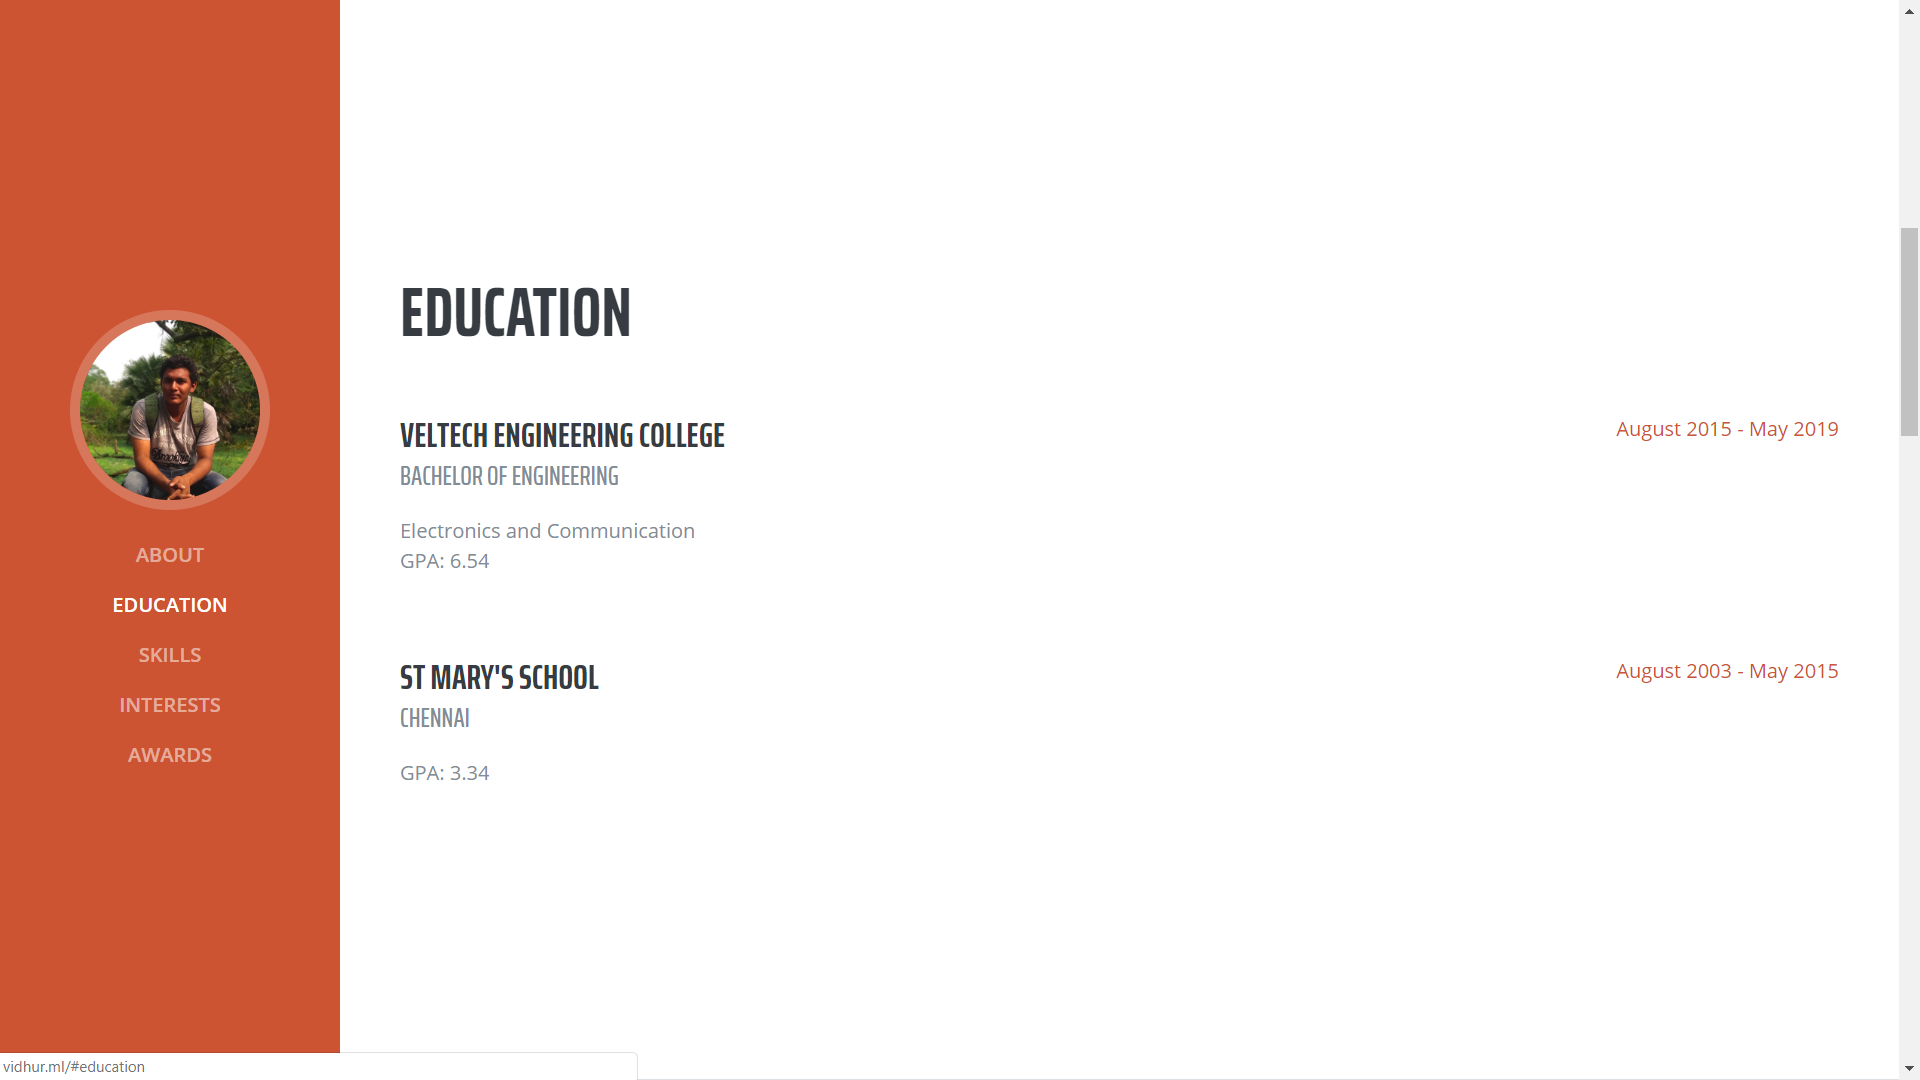 ABOUT
EDUCATION
SKILLS
INTERESTS
AWARDS
EDUCATION
VELTECH ENGINEERING COLLEGE
August 2015 - May 2019
BACHELOR OF ENGINEERING
Electronics and Communication
GPA: 6.54
ST MARY'S SCHOOL
August 2003 - May 2015
CHENNAI
GPA: 3.34
vidhur.ml/#education